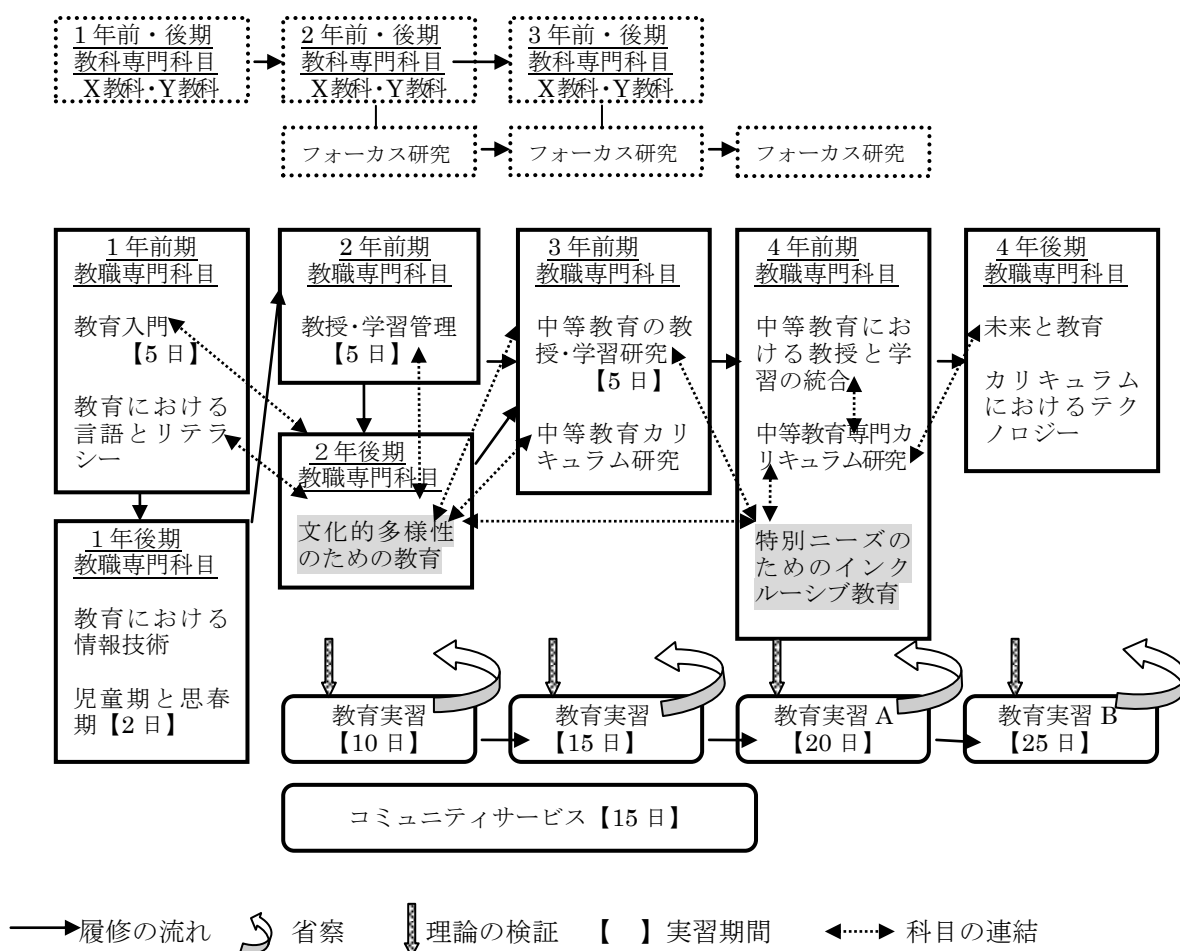 1 年前・後期
教科専門科目
X教科・Y教科
2 年前・後期
教科専門科目
X教科・Y教科
3 年前・後期
教科専門科目
X教科・Y教科
フォーカス研究
フォーカス研究
フォーカス研究
1 年前期
教職専門科目
教育入門
【5 日】
教育における
言語とリテラ
シー
2 年前期
教職専門科目
教授・学習管理
【5 日】
3 年前期
教職専門科目
中等教育の教
授・学習研究
【5 日】
中等教育カリ
キュラム研究
4 年前期
教職専門科目
中等教育にお
ける教授と学
習の統合
中等教育専門カ
リキュラム研究
特別ニーズの
ためのインク
ルーシブ教育
4 年後期
教職専門科目
未来と教育
カリキュラム
におけるテク
ノロジー
2 年後期
教職専門科目
文化的多様性
のための教育
1 年後期
教職専門科目
教育における
情報技術
児童期と思春
期【2 日】
教育実習
【10 日】
教育実習
【15 日】
教育実習 A
【20 日】
教育実習 B
【25 日】
コミュニティサービス【15 日】
履修の流れ 省察 理論の検証 【 】実習期間 科目の連結